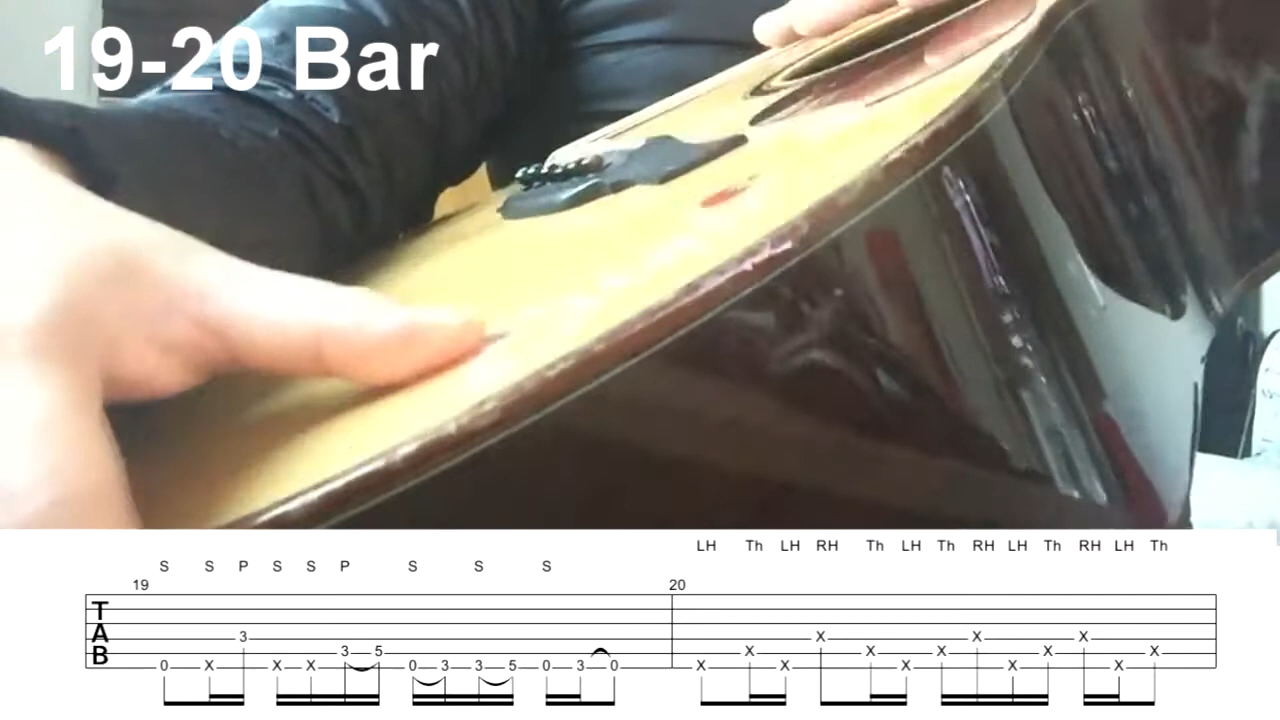 19-20 Bar
LH Th LH RH Th LH Th RH LH Th RH LH Th
S S P S S P S S S
19 20
T
A
B
X 3 X X X X
3 5 X X X X X
0 X X X 0 3 3 5 0 3 0 X X X X X